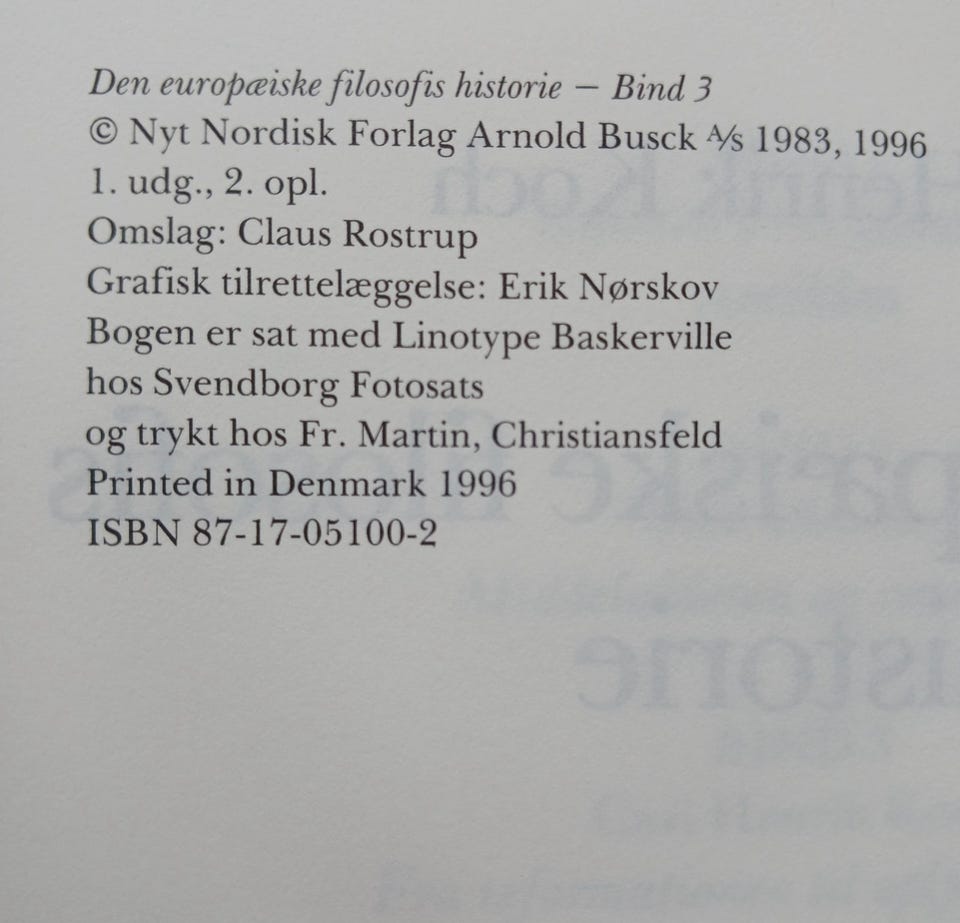 Den europæiske filosofis historie – Bind 3
© Nyt Nordisk Forlag Arnold Busck A/s 1983, 1996
1. udg., 2. opl.
Omslag: Claus Rostrup
Grafisk tilrettelæggelse: Erik Nørskov
Bogen er sat med Linotype Baskerville
hos Svendborg Fotosats
og trykt hos Fr. Martin, Christiansfeld
Printed in Denmark 1996
ISBN 87-17-05100-2